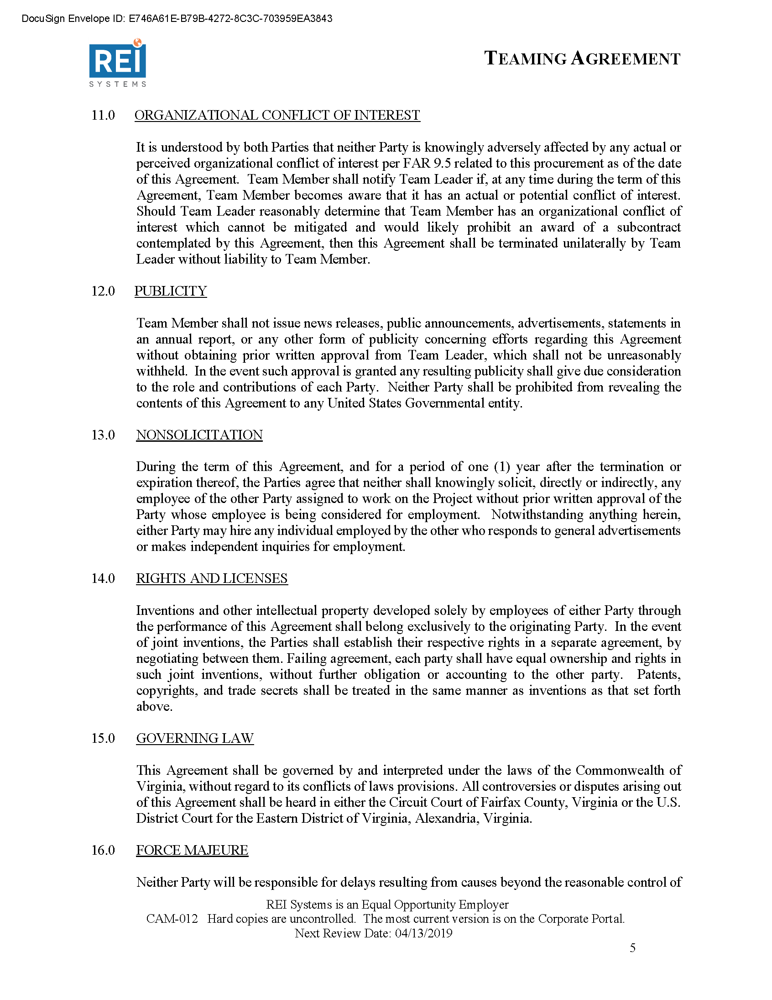 DocuSign Envelope ID: E746A61E-B79B-4272-8C3C-703959EA3843
REI
SYSTEMS
TEAMING AGREEMENT
11.0 ORGANIZATIONAL CONFLICT OF INTEREST
It is understood by both Parties that neither Party is knowingly adversely affected by any actual or
perceived organizational conflict of interest per FAR 9.5 related to this procurement as of the date
of this Agreement. Team Member shall notify Team Leader if, at any time during the term of this
Agreement, Team Member becomes aware that it has an actual or potential conflict of interest.
Should Team Leader reasonably determine that Team Member has an organizational conflict of
interest which cannot be mitigated and would likely prohibit an award of a subcontract
contemplated by this Agreement, then this Agreement shall be terminated unilaterally by Team
Leader without liability to Team Member.
12.0 PUBLICITY
Team Member shall not issue news releases, public announcements, advertisements, statements in
an annual report, or any other form of publicity concerning efforts regarding this Agreement
without obtaining prior written approval from Team Leader, which shall not be unreasonably
withheld. In the event such approval is granted any resulting publicity shall give due consideration
to the role and contributions of each Party. Neither Party shall be prohibited from revealing the
contents of this Agreement to any United States Governmental entity.
13.0 NONSOLICITATION
During the term of this Agreement, and for a period of one (1) year after the termination or
expiration thereof, the Parties agree that neither shall knowingly solicit, directly or indirectly, any
employee of the other Party assigned to work on the Project without prior written approval of the
Party whose employee is being considered for employment. Notwithstanding anything herein,
either Party may hire any individual employed by the other who responds to general advertisements
or makes independent inquiries for employment.
14.0 RIGHTS AND LICENSES
Inventions and other intellectual property developed solely by employees of either Party through
the performance of this Agreement shall belong exclusively to the originating Party. In the event
of joint inventions, the Parties shall establish their respective rights in a separate agreement, by
negotiating between them. Failing agreement, each party shall have equal ownership and rights in
such joint inventions, without further obligation or accounting to the other party. Patents,
copyrights, and trade secrets shall be treated in the same manner as inventions as that set forth
above.
15.0 GOVERNING LAW
This Agreement shall be governed by and interpreted under the laws of the Commonwealth of
Virginia, without regard to its conflicts of laws provisions. All controversies or disputes arising out
of this Agreement shall be heard in either the Circuit Court of Fairfax County, Virginia or the U.S.
District Court for the Eastern District of Virginia, Alexandria, Virginia.
16.0 FORCE MAJEURE
Neither Party will be responsible for delays resulting from causes beyond the reasonable control of
REI Systems is an Equal Opportunity Employer
CAM-012 Hard copies are uncontrolled. The most current version is on the Corporate Portal.
Next Review Date: 04/13/2019
5